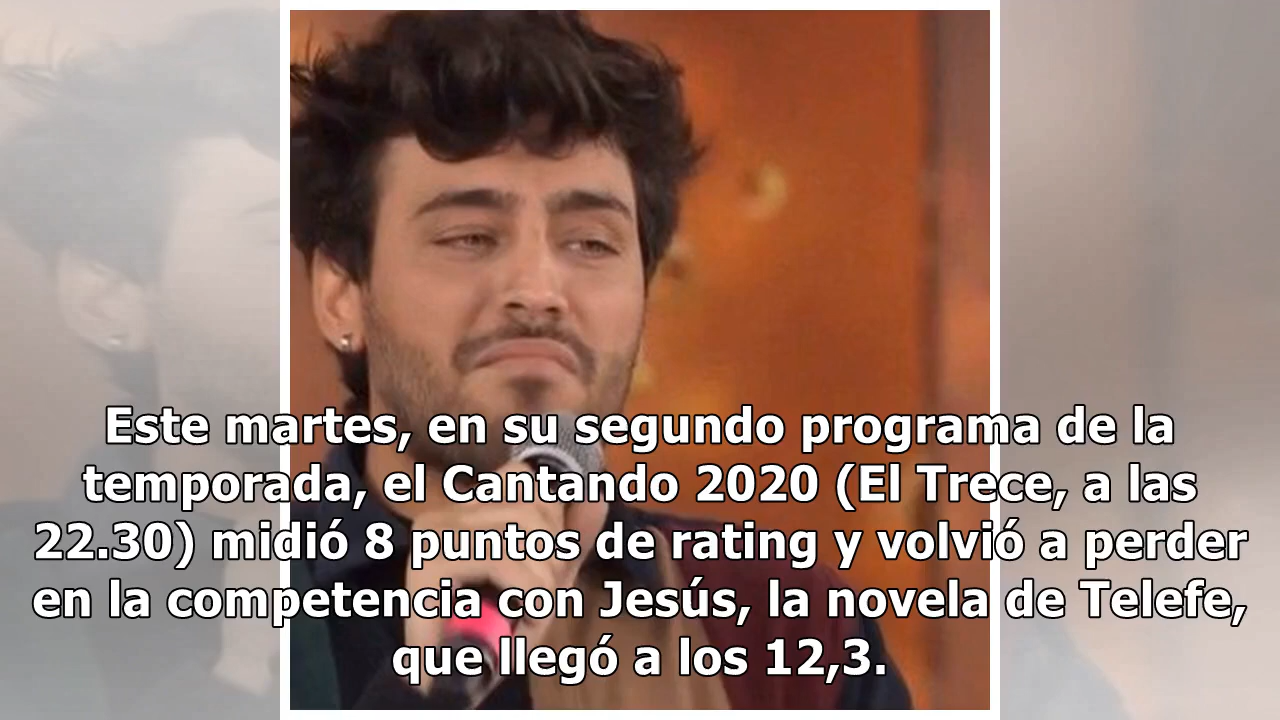 Este martes, en su segundo programa de la
temporada, el Cantando 2020 (El Trece, a las
22.30) midió 8 puntos de rating y volvió a perder
en la competencia con Jesús, la novela de Telefe,
que llegó a los 12,3.